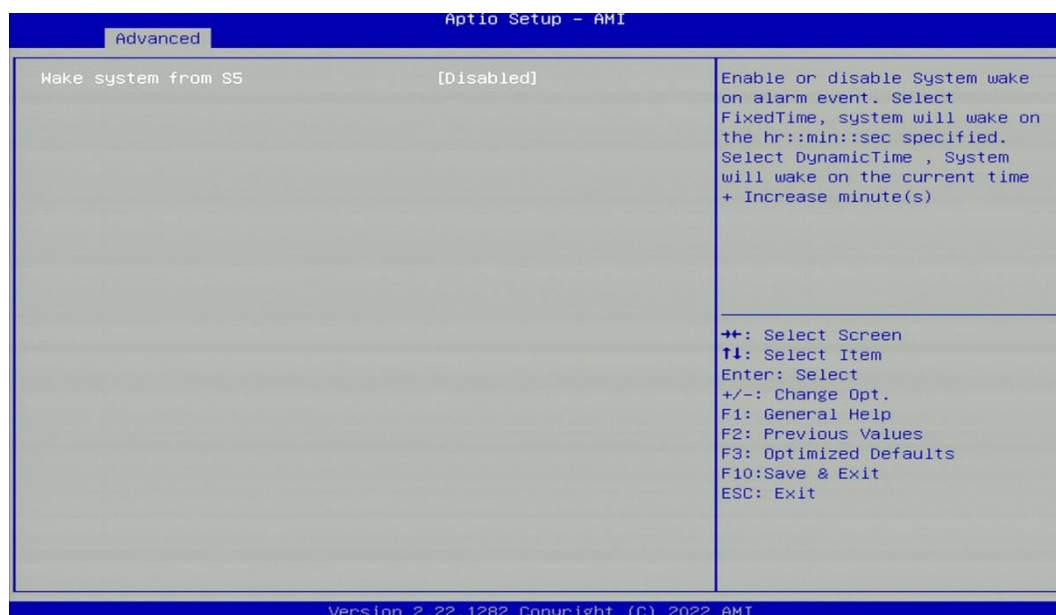 Aptio Setup - AMI
Advanced
Wake system from S5 [Disabled]
Enable or disable System wake
on alarm event. Select
FixedTime, system will wake on
the hr::min::sec specified.
Select DynamicTime , System
will wake on the current time
+ Increase minute(s)
→←: Select Screen
↑↓: Select Item
Enter: Select
+/-: Change Opt.
F1: General Help
F2: Previous Values
F3: Optimized Defaults
F10:Save & Exit
ESC: Exit
Version 2.22.1282 Copyright (C) 2022 AMI